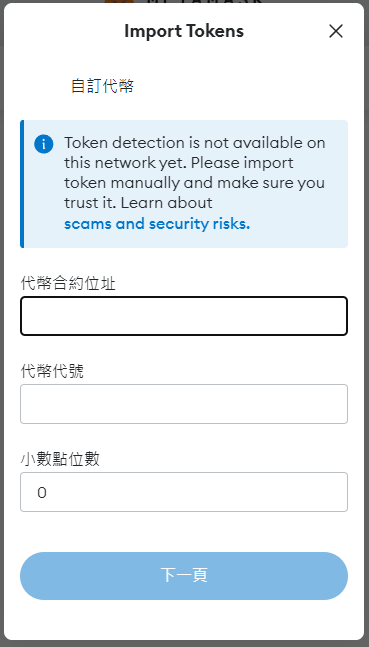 Import Tokens
自訂代幣
Token detection is not available on
this network yet. Please import
token manually and make sure you
trust it. Learn about
scams and security risks.
代幣合約位址
代幣代號
小數點位數
0
下一頁